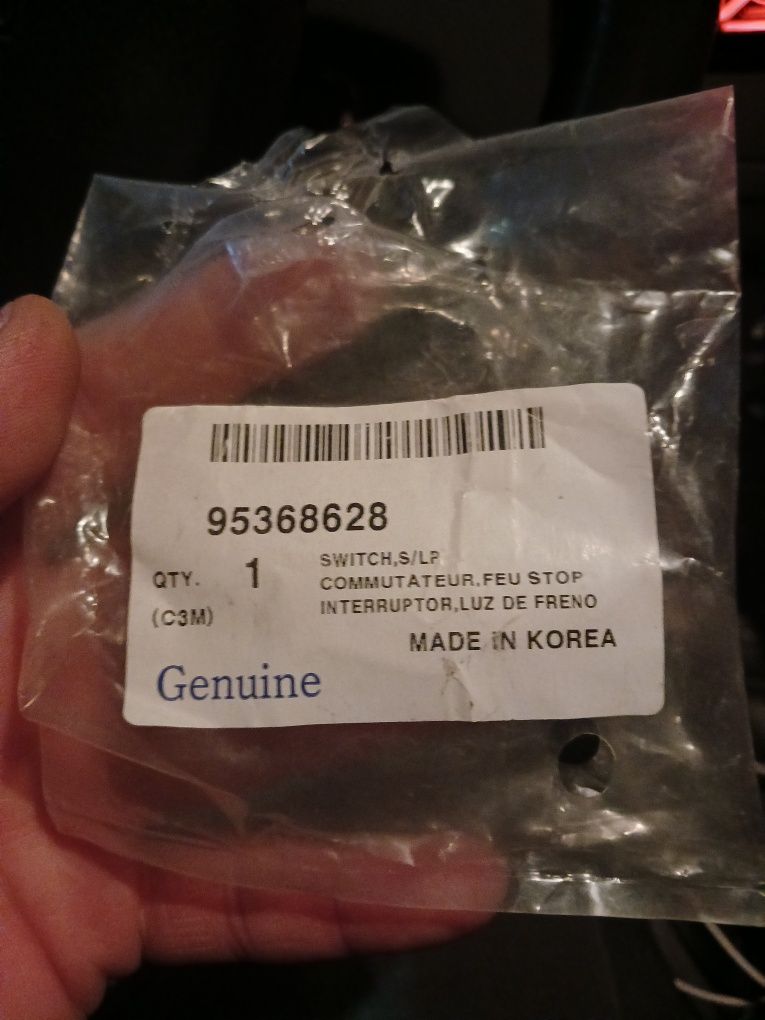 95368628
QTY. 1
(C3M)
SWITCH,S/LP
COMMUTATEUR,FEU STOP
INTERRUPTOR,LUZ DE FRENO
MADE IN KOREA
Genuine